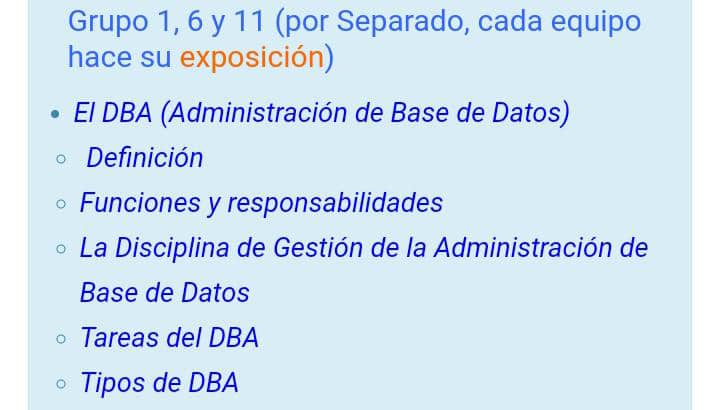 Grupo 1, 6 y 11 (por Separado, cada equipo
hace su exposición)
El DBA (Administración de Base de Datos)
Definición
Funciones y responsabilidades
La Disciplina de Gestión de la Administración de
Base de Datos
Tareas del DBA
Tipos de DBA